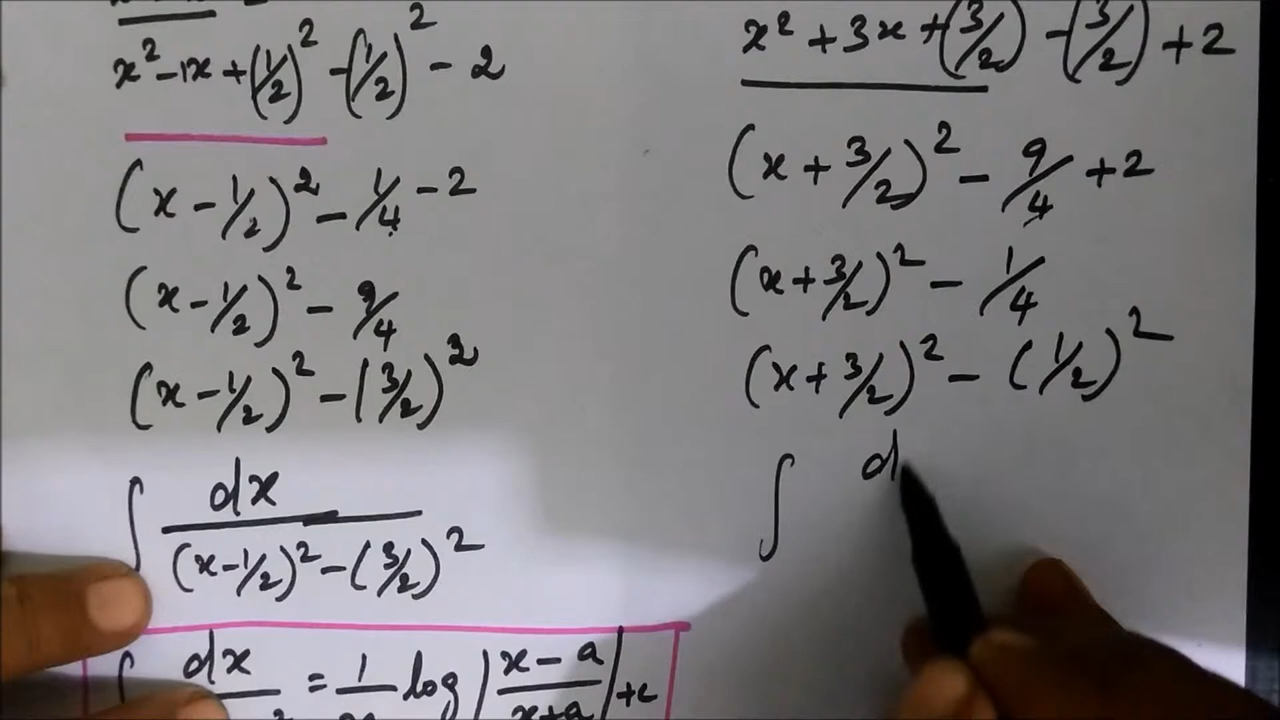 x² - 1x + (1/2)² - (1/2)² - 2
(x - 1/2)² - 1/4 - 2
(x - 1/2)² - 9/4
(x - 1/2)² - (3/2)²
∫ dx / (x - 1/2)² - (3/2)²
∫ dx = 1 log |x - a / x + a| + c
x² + 3x + (3/2) - (3/2) + 2
(x + 3/2)² - 9/4 + 2
(x + 3/2)² - 1/4
(x + 3/2)² - (1/2)²
∫ d